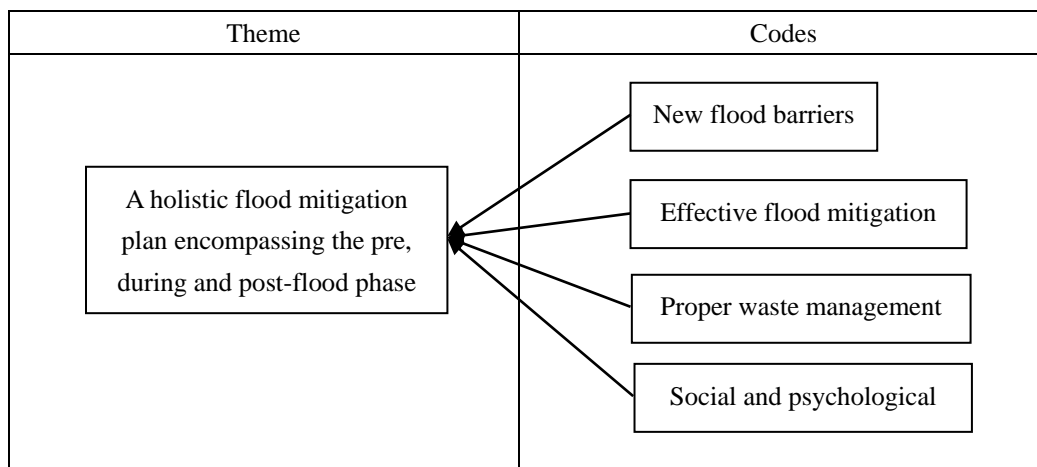 Theme
Codes
New flood barriers
A holistic flood mitigation
plan encompassing the pre,
during and post-flood phase
Effective flood mitigation
Proper waste management
Social and psychological